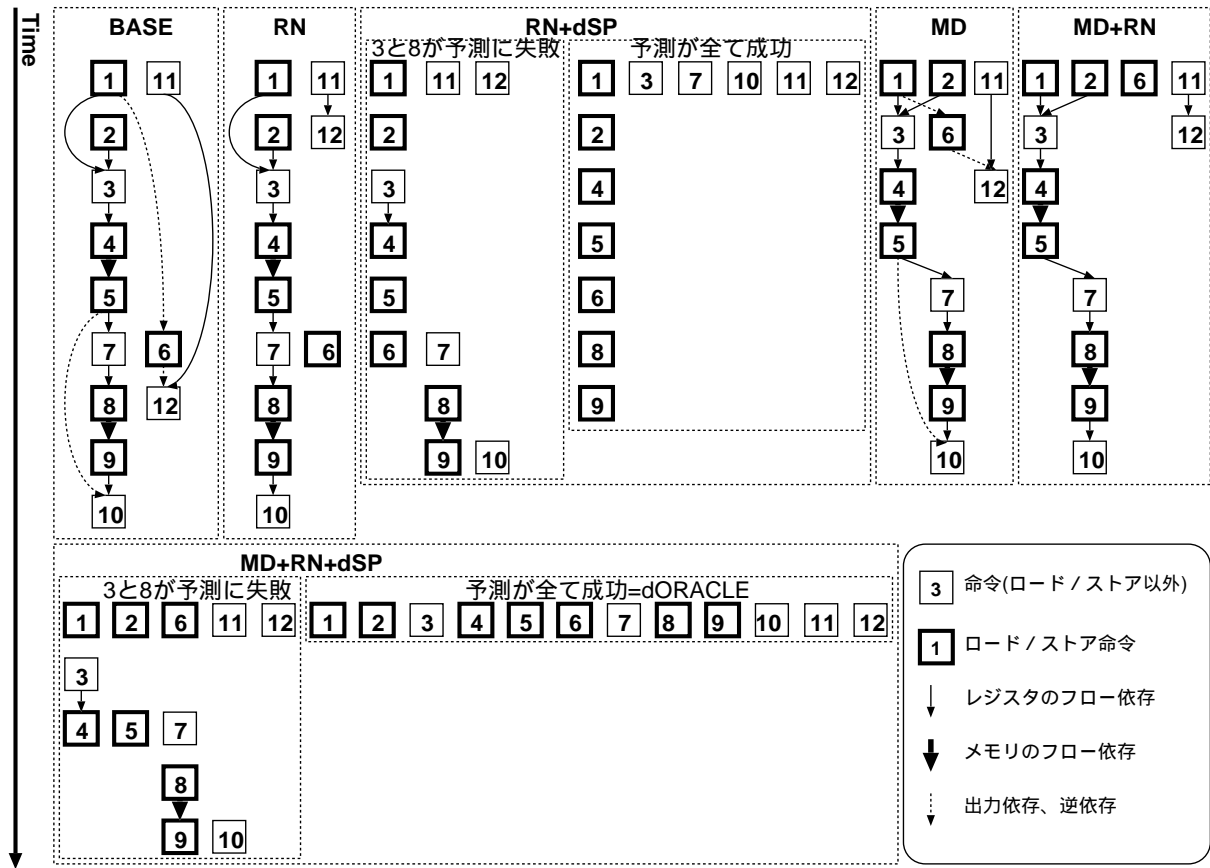 Time
BASE
1 11
2
3
4
5
7 6
8 12
9
10
RN
1 11
2 12
3
4
5
7 6
8
9
10
RN+dSP
3と8が予測に失敗
1 11 12
2
3
4
5
6 7
8
9 10
予測が全て成功
1 3 7 10 11 12
2
4
5
6
8
9
MD
1 2 11
3 6
4 12
5
7
8
9
10
MD+RN
1 2 6 11
3 12
4
5
7
8
9
10
MD+RN+dSP
3と8が予測に失敗
1 2 6 11 12
3
4 5 7
8
9 10
予測が全て成功=dORACLE
1 2 3 4 5 6 7 8 9 10 11 12
3 命令(ロード / ストア以外)
1 ロード / ストア命令
レジスタのフロー依存
メモリのフロー依存
出力依存、逆依存